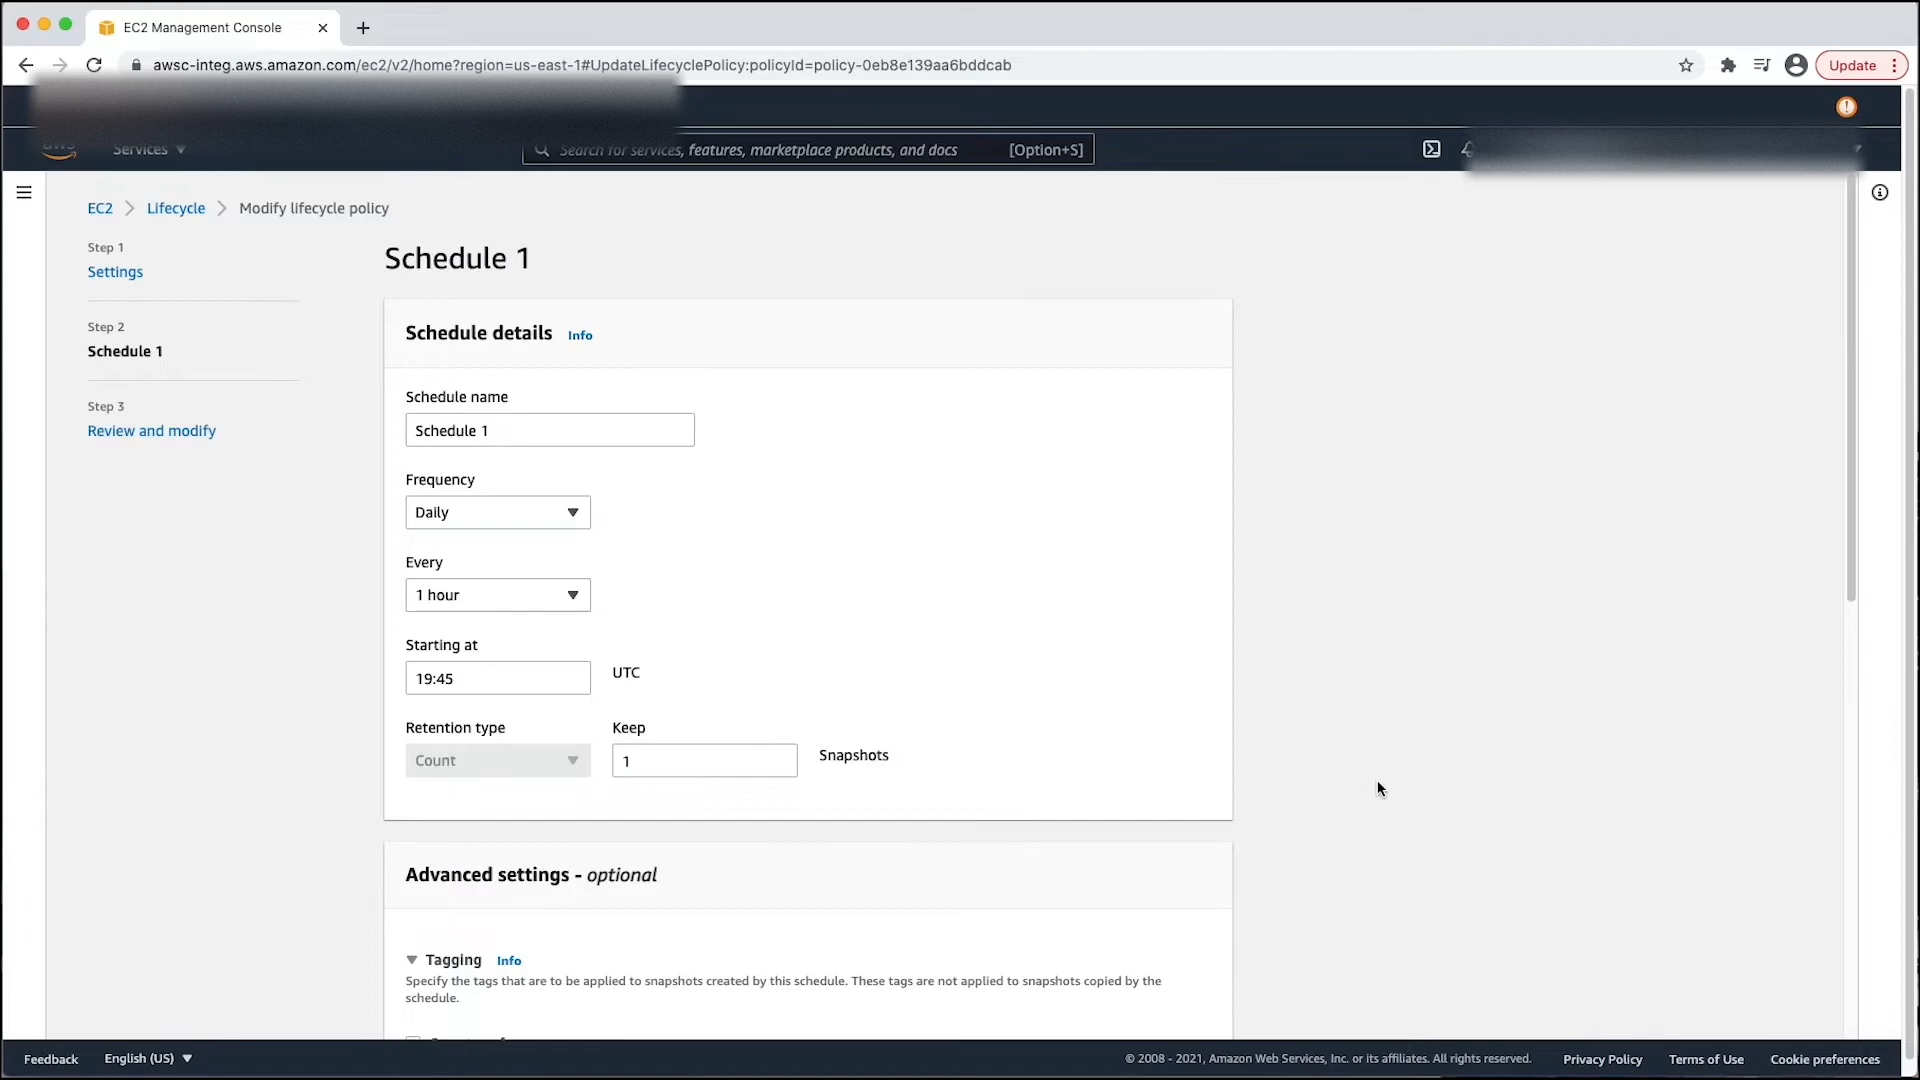 EC2 Management Console
awsc-integ.aws.amazon.com/ec2/v2/home?region=us-east-1#UpdateLifecyclePolicy:policyId=policy-0eb8e139aa6bddcab
Update
aws
Services
Search for services, features, marketplace products, and docs
[Option+S]
EC2
Lifecycle
Modify lifecycle policy
Step 1
Settings
Step 2
Schedule 1
Step 3
Review and modify
Schedule 1
Schedule details Info
Schedule name
Schedule 1
Frequency
Daily
Every
1 hour
Starting at
19:45 UTC
Retention type Keep
Count 1 Snapshots
Advanced settings - optional
Tagging Info
Specify the tags that are to be applied to snapshots created by this schedule. These tags are not applied to snapshots copied by the
schedule.
Feedback English (US) © 2008 - 2021, Amazon Web Services, Inc. or its affiliates. All rights reserved. Privacy Policy Terms of Use Cookie preferences